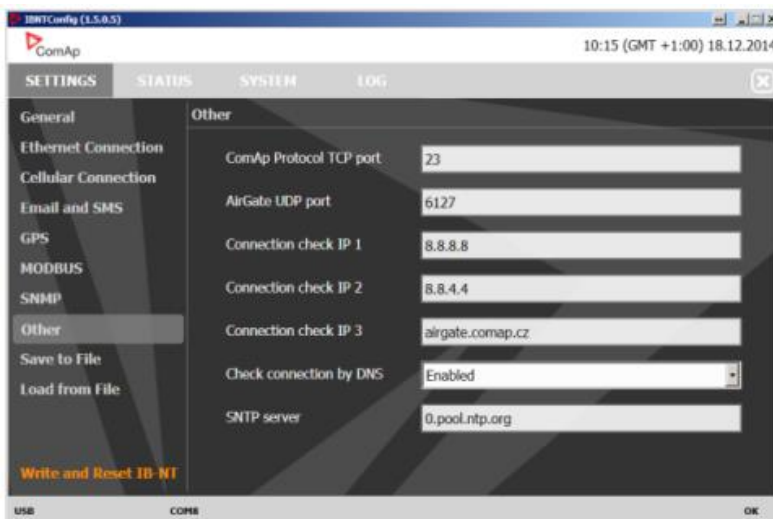 IBNTConfig (1.5.0.5)
ComAp
10:15 (GMT +1:00) 18.12.2014
SETTINGS STATUS SYSTEM LOG
General
Ethernet Connection
Cellular Connection
Email and SMS
GPS
MODBUS
SNMP
Other
Save to File
Load from File
Write and Reset IB-NT
Other
ComAp Protocol TCP port 23
AirGate UDP port 6127
Connection check IP 1 8.8.8.8
Connection check IP 2 8.8.4.4
Connection check IP 3 airgate.comap.cz
Check connection by DNS Enabled
SNTP server 0.pool.ntp.org
USB COM8 OK